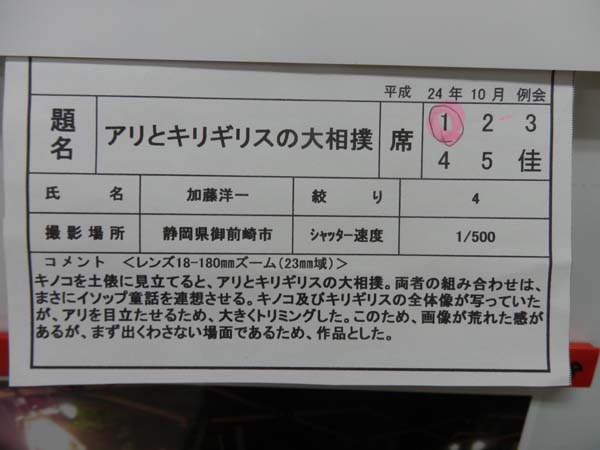 平成 24年 10月 例会
題名 アリとキリギリスの大相撲 席 1 2 3
4 5 佳
氏名 加藤洋一 絞り 4
撮影場所 静岡県御前崎市 シャッター速度 1/500
コメント <レンズ18-180mmズーム(23mm域)>
キノコを土俵に見立てると、アリとキリギリスの大相撲。両者の組み合わせは、
まさにイソップ童話を連想させる。キノコ及びキリギリスの全体像が写っていた
が、アリを目立たせるため、大きくトリミングした。このため、画像が荒れた感が
あるが、まず出くわさない場面であるため、作品とした。